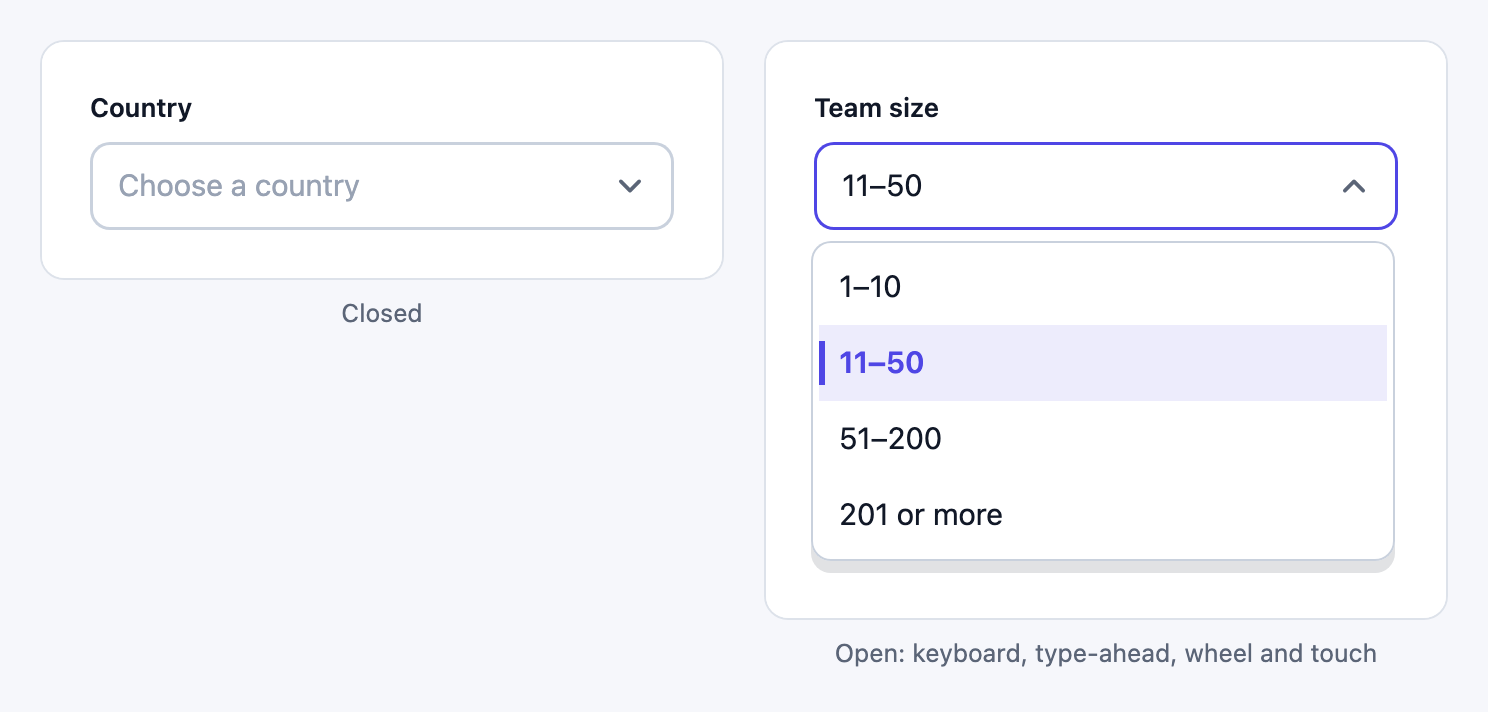 Country
Choose a country
Closed
Team size
11–50
1–10
11–50
51–200
201 or more
Open: keyboard, type-ahead, wheel and touch